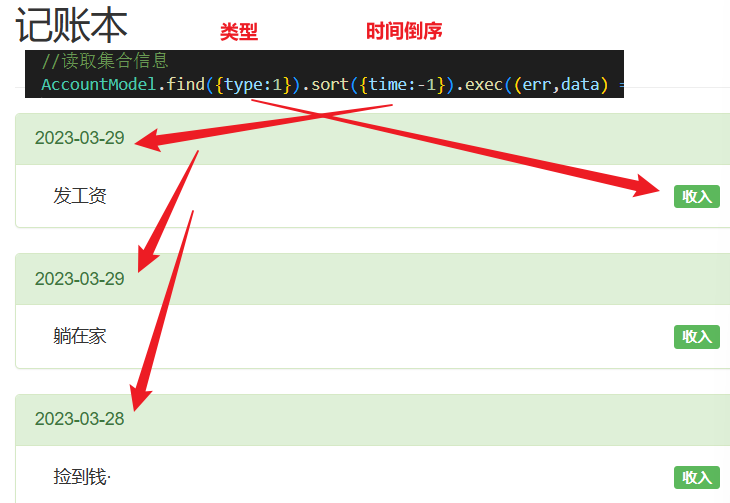 记账本
类型
时间倒序
//读取集合信息
AccountModel.find({type:1}).sort({time:-1}).exec((err,data) =
2023-03-29
发工资
收入
2023-03-29
躺在家
收入
2023-03-28
捡到钱·
收入